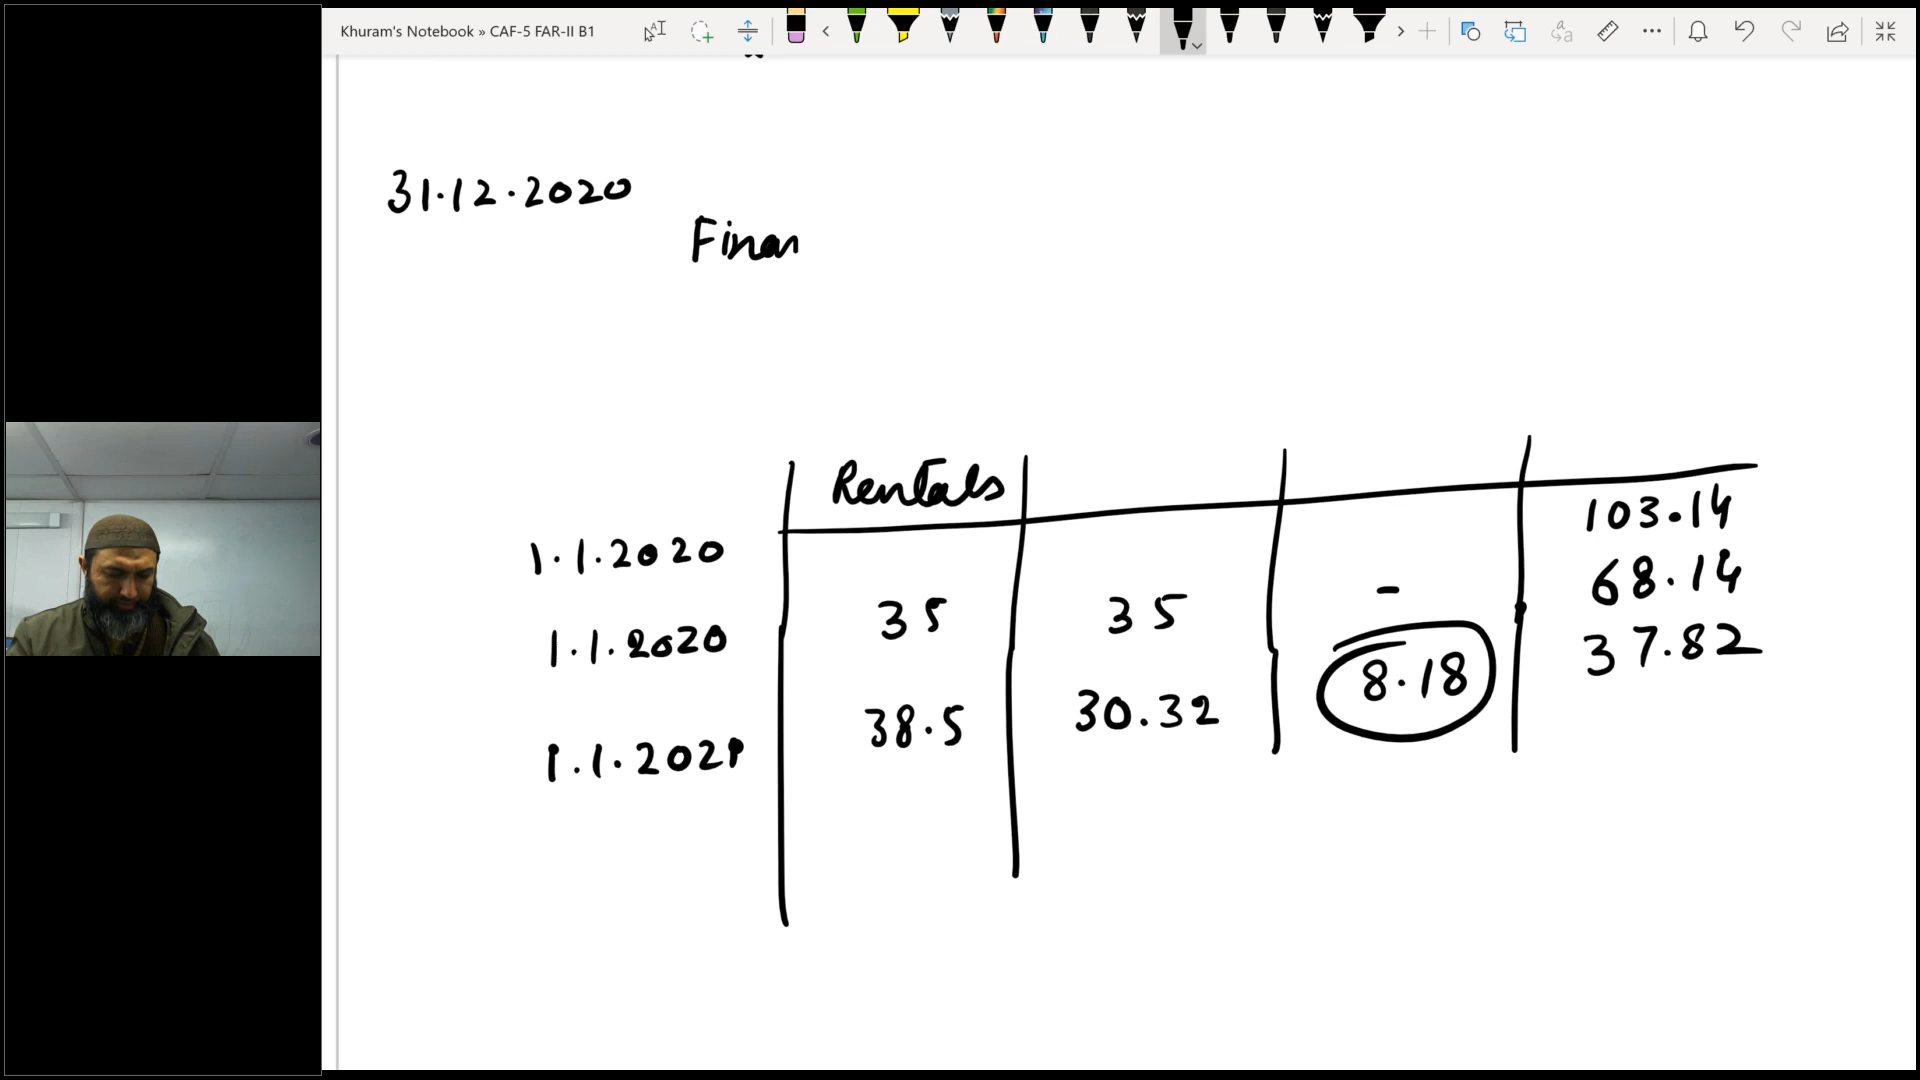 Khuram's Notebook » CAF-5 FAR-II B1
31.12.2020
Finan
Rentals
103.14
1.1.2020
68.14
35 35 -
1.1.2020
37.82
38.5 30.32 8.18
1.1.2021